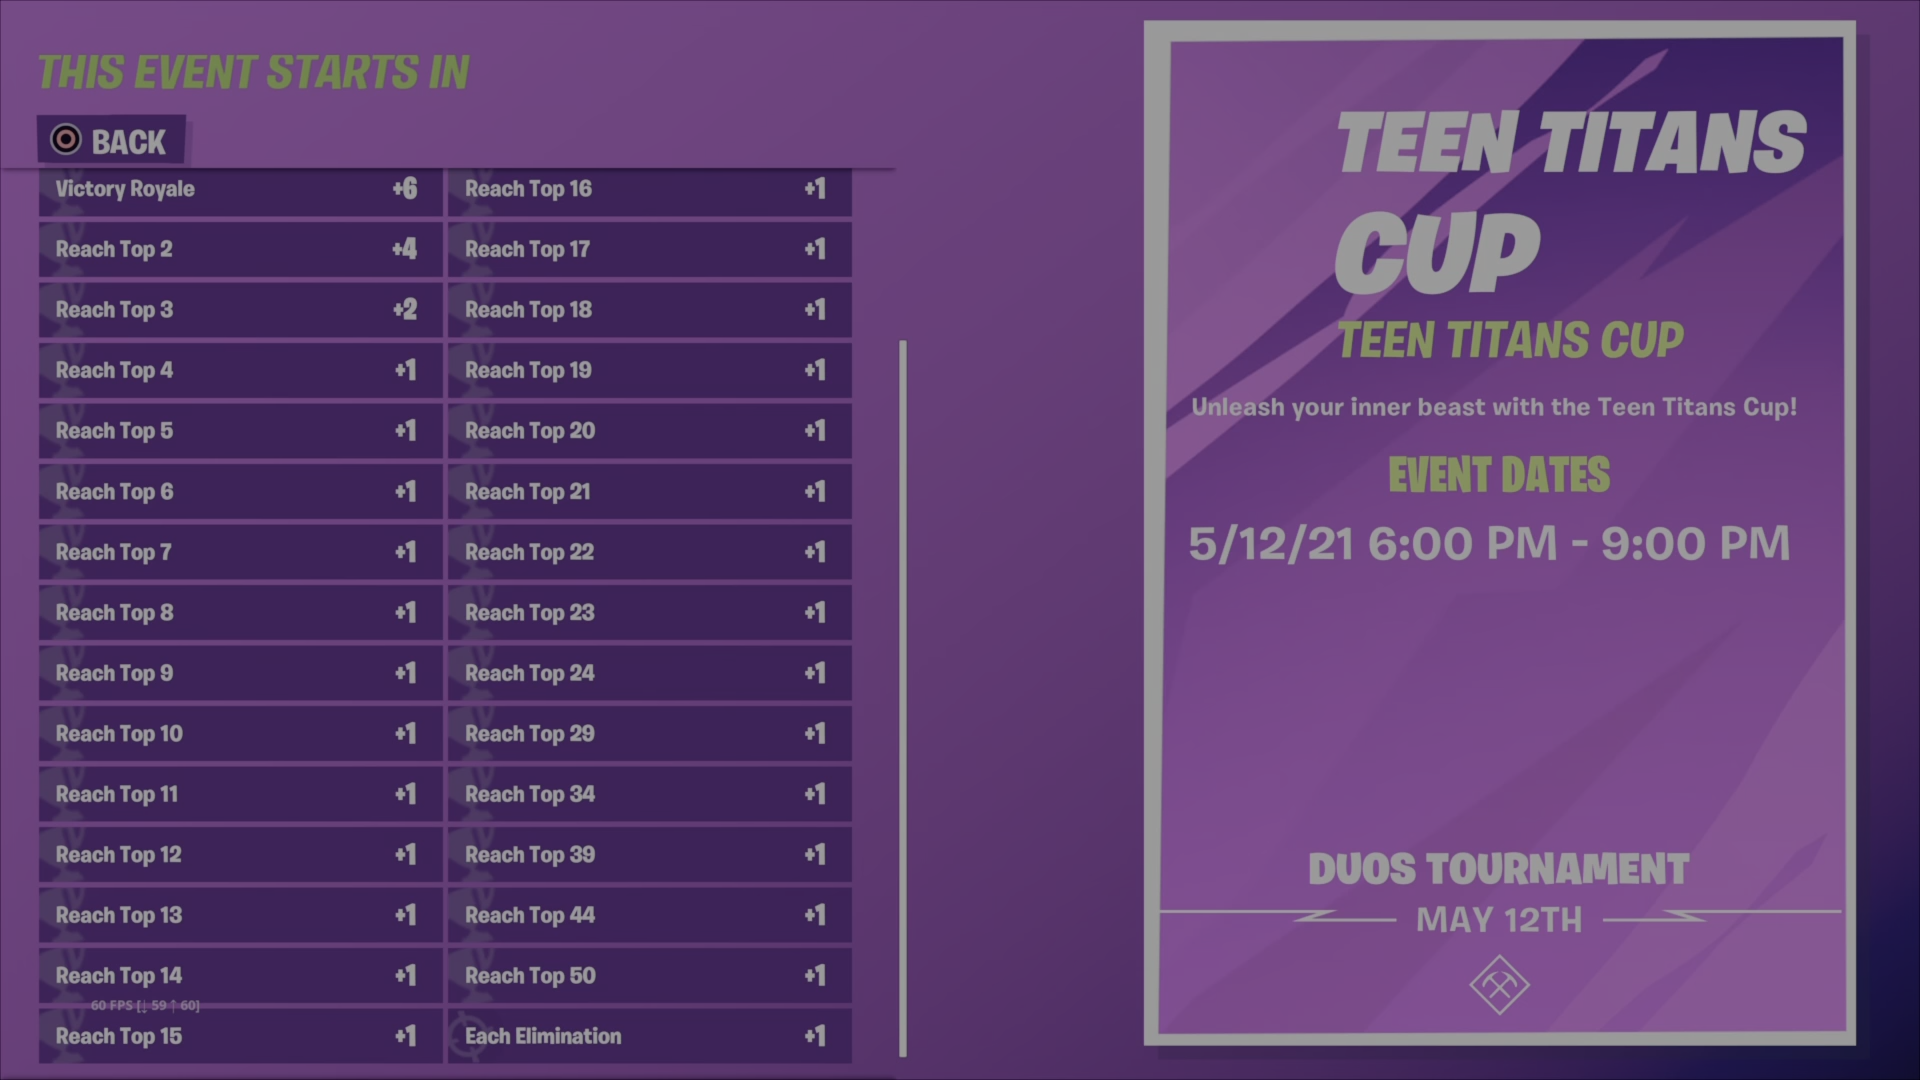 THIS EVENT STARTS IN
BACK
Victory Royale +6
Reach Top 2 +4
Reach Top 3 +2
Reach Top 4 +1
Reach Top 5 +1
Reach Top 6 +1
Reach Top 7 +1
Reach Top 8 +1
Reach Top 9 +1
Reach Top 10 +1
Reach Top 11 +1
Reach Top 12 +1
Reach Top 13 +1
Reach Top 14 +1
60 FPS [↓ 59 ↑ 60]
Reach Top 15 +1
Reach Top 16 +1
Reach Top 17 +1
Reach Top 18 +1
Reach Top 19 +1
Reach Top 20 +1
Reach Top 21 +1
Reach Top 22 +1
Reach Top 23 +1
Reach Top 24 +1
Reach Top 29 +1
Reach Top 34 +1
Reach Top 39 +1
Reach Top 44 +1
Reach Top 50 +1
Each Elimination +1
TEEN TITANS
CUP
TEEN TITANS CUP
Unleash your inner beast with the Teen Titans Cup!
EVENT DATES
5/12/21 6:00 PM - 9:00 PM
DUOS TOURNAMENT
MAY 12TH